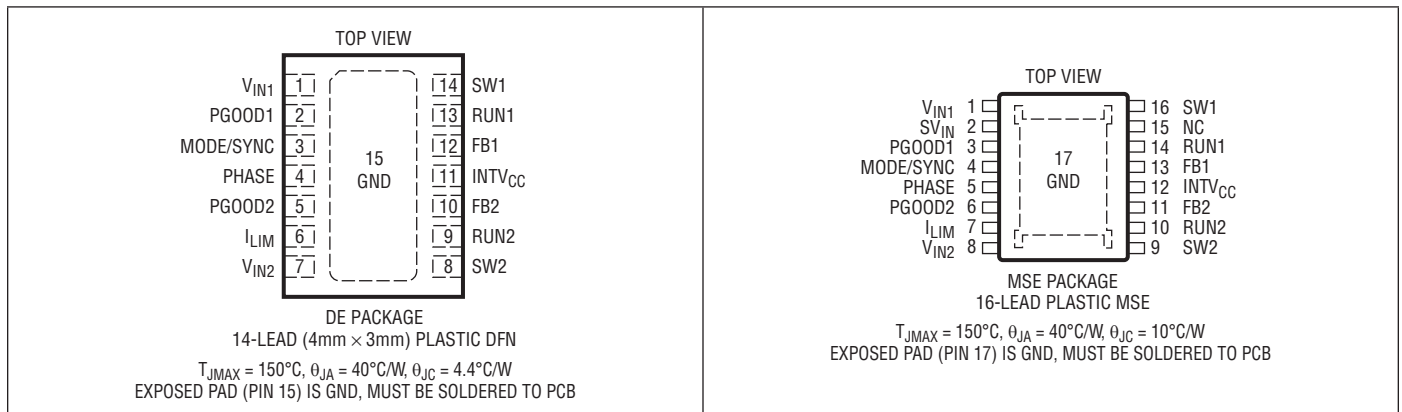 TOP VIEW
V_IN1 1
PGOOD1 2
MODE/SYNC 3
PHASE 4
PGOOD2 5
I_LIM 6
V_IN2 7
15
GND
14 SW1
13 RUN1
12 FB1
11 INTV_CC
10 FB2
9 RUN2
8 SW2
DE PACKAGE
14-LEAD (4mm × 3mm) PLASTIC DFN
T_JMAX = 150°C, θ_JA = 40°C/W, θ_JC = 4.4°C/W
EXPOSED PAD (PIN 15) IS GND, MUST BE SOLDERED TO PCB
TOP VIEW
V_IN1 1
SV_IN 2
PGOOD1 3
MODE/SYNC 4
PHASE 5
PGOOD2 6
I_LIM 7
V_IN2 8
17
GND
16 SW1
15 NC
14 RUN1
13 FB1
12 INTV_CC
11 FB2
10 RUN2
9 SW2
MSE PACKAGE
16-LEAD PLASTIC MSE
T_JMAX = 150°C, θ_JA = 40°C/W, θ_JC = 10°C/W
EXPOSED PAD (PIN 17) IS GND, MUST BE SOLDERED TO PCB